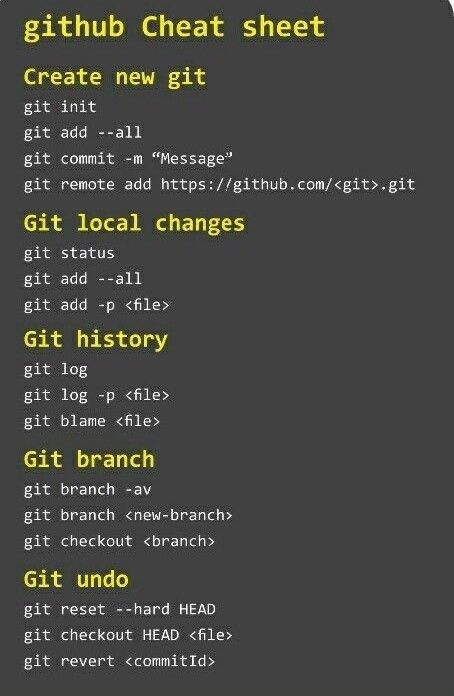 github Cheat sheet
Create new git
git init
git add --all
git commit -m “Message”
git remote add https://github.com/<git>.git
Git local changes
git status
git add --all
git add -p <file>
Git history
git log
git log -p <file>
git blame <file>
Git branch
git branch -av
git branch <new-branch>
git checkout <branch>
Git undo
git reset --hard HEAD
git checkout HEAD <file>
git revert <commitId>